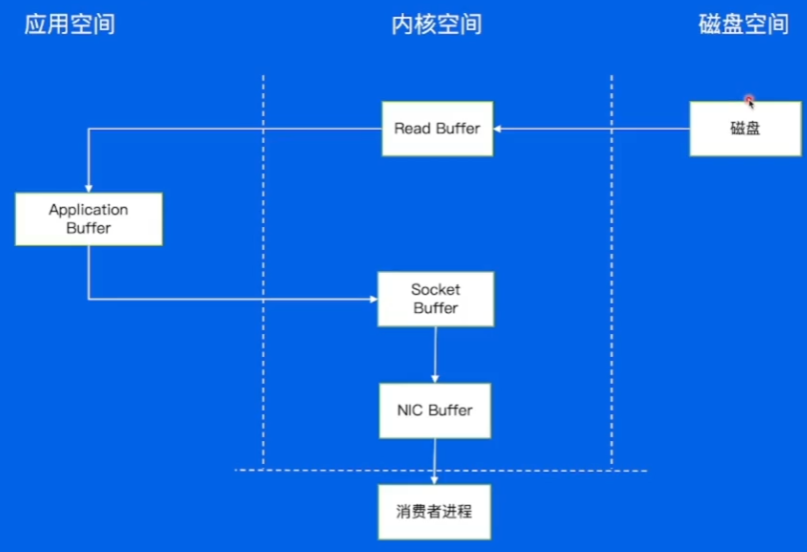 应用空间
内核空间
磁盘空间
Read Buffer
磁盘
Application
Buffer
Socket
Buffer
NIC Buffer
消费者进程